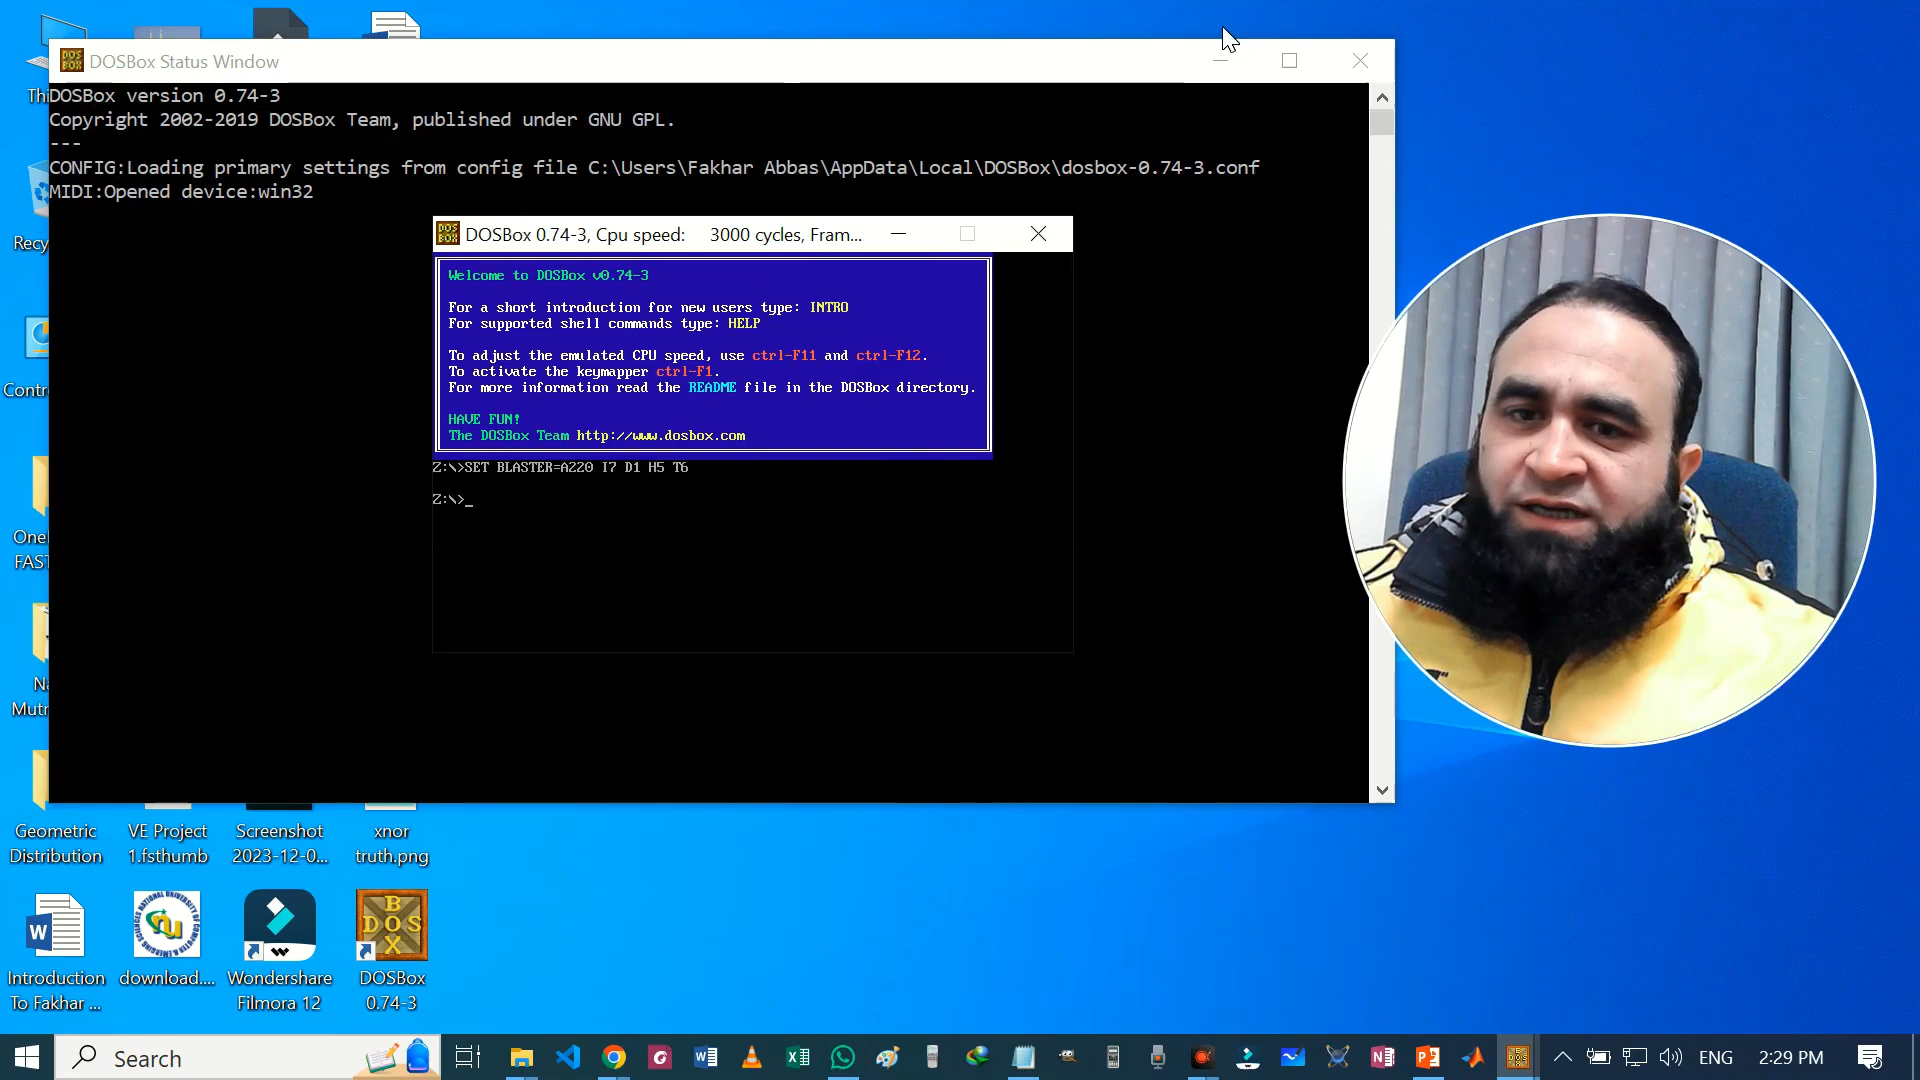 DOSBox Status Window
Thi
DOSBox version 0.74-3
Copyright 2002-2019 DOSBox Team, published under GNU GPL.
---
CONFIG:Loading primary settings from config file C:\Users\Fakhar Abbas\AppData\Local\DOSBox\dosbox-0.74-3.conf
MIDI:Opened device:win32
DOSBox 0.74-3, Cpu speed: 3000 cycles, Fram...
Welcome to DOSBox v0.74-3
For a short introduction for new users type: INTRO
For supported shell commands type: HELP
To adjust the emulated CPU speed, use ctrl-F11 and ctrl-F12.
To activate the keymapper ctrl-F1.
For more information read the README file in the DOSBox directory.
HAVE FUN!
The DOSBox Team http://www.dosbox.com
Z:\>SET BLASTER=A220 I7 D1 H5 T6
Z:\>_
Recy
Contr
One
FAST
Na
Mutr
Geometric
Distribution
VE Project
1.fsthumb
Screenshot
2023-12-0...
xnor
truth.png
Introduction
To Fakhar ...
download....
Wondershare
Filmora 12
DOSBox
0.74-3
Search
ENG
2:29 PM